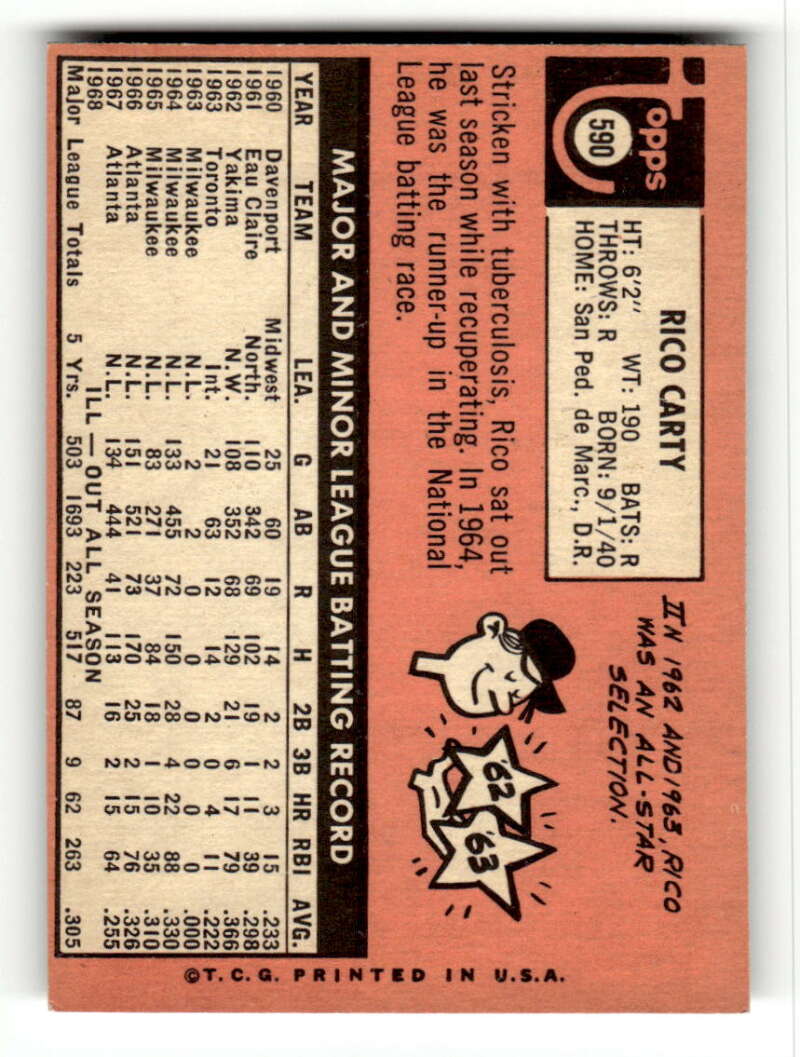 Topps
590
RICO CARTY
HT: 6'2" WT: 190 BATS: R
THROWS: R BORN: 9/1/40
HOME: San Ped. de Marc., D.R.
IN 1962 AND 1963, RICO
WAS AN ALL-STAR
SELECTION.
'62
'63
Stricken with tuberculosis, Rico sat out
last season while recuperating. In 1964,
he was the runner-up in the National
League batting race.
MAJOR AND MINOR LEAGUE BATTING RECORD
YEAR TEAM LEA. G AB R H 2B 3B HR RBI AVG.
1960 Davenport Midwest 25 60 19 14 2 2 3 15 .233
1961 Eau Claire North. 110 342 69 102 19 1 11 39 .298
1962 Yakima N.W. 108 352 68 129 21 6 17 79 .366
1963 Toronto Int. 21 63 12 14 2 0 4 11 .222
1963 Milwaukee N.L. 2 2 0 0 0 0 0 0 .000
1964 Milwaukee N.L. 133 455 72 150 28 4 22 88 .330
1965 Milwaukee N.L. 83 271 37 84 18 1 10 35 .310
1966 Atlanta N.L. 151 521 73 170 25 2 15 76 .326
1967 Atlanta N.L. 134 444 41 113 16 2 15 64 .255
1968 ILL — OUT ALL SEASON
Major League Totals 5 Yrs. 503 1693 223 517 87 9 62 263 .305
©T.C.G. PRINTED IN U.S.A.